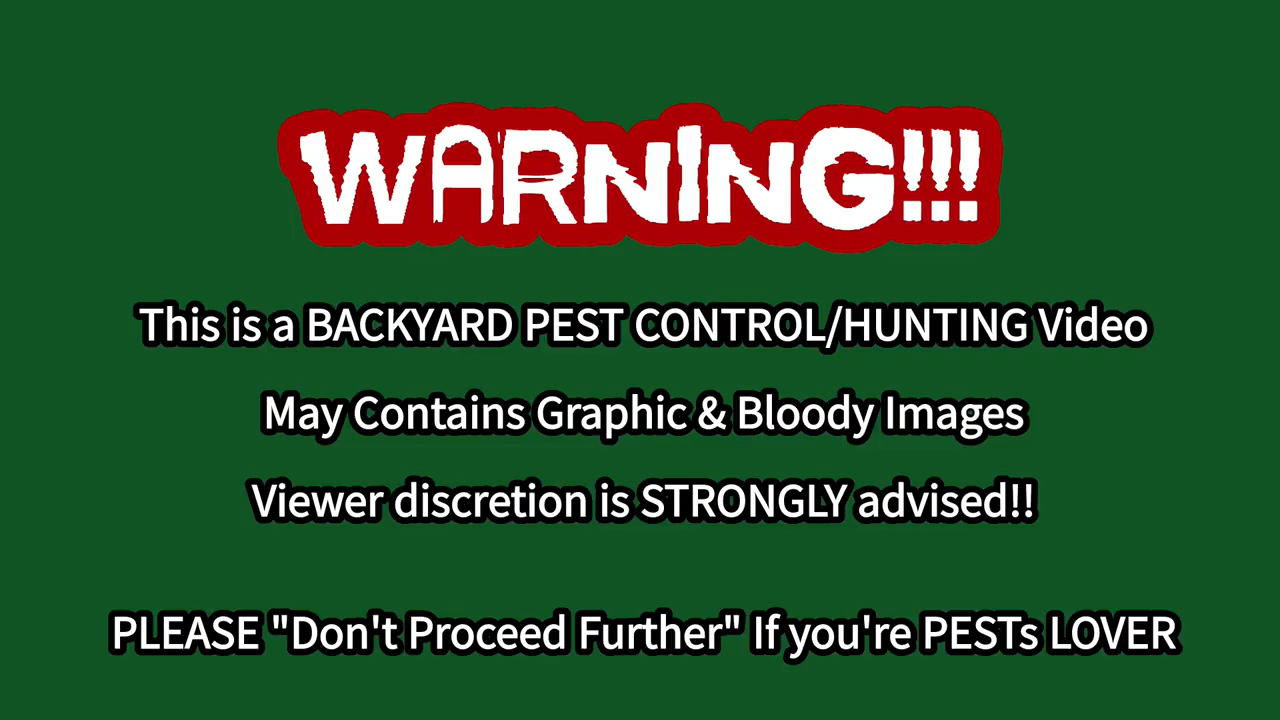 WARNING!!!
This is a BACKYARD PEST CONTROL/HUNTING Video
May Contains Graphic & Bloody Images
Viewer discretion is STRONGLY advised!!
PLEASE "Don't Proceed Further" If you're PESTs LOVER